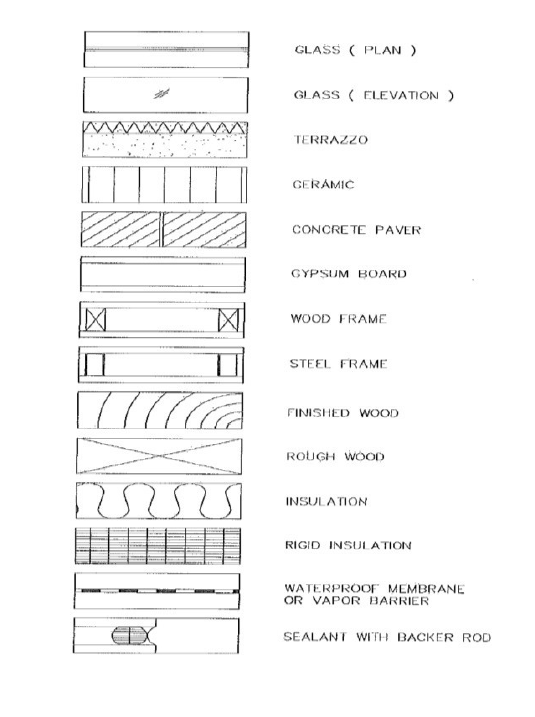 GLASS ( PLAN )
GLASS ( ELEVATION )
TERRAZZO
CERAMIC
CONCRETE PAVER
GYPSUM BOARD
WOOD FRAME
STEEL FRAME
FINISHED WOOD
ROUGH WOOD
INSULATION
RIGID INSULATION
WATERPROOF MEMBRANE
OR VAPOR BARRIER
SEALANT WITH BACKER ROD